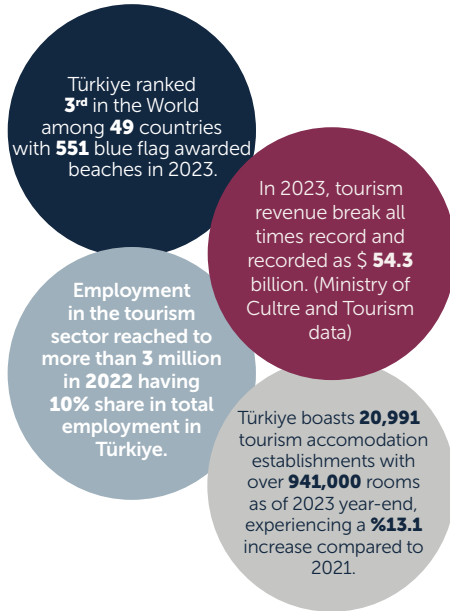 Türkiye ranked
3rd in the World
among 49 countries
with 551 blue flag awarded
beaches in 2023.
In 2023, tourism
revenue break all
times record and
recorded as $ 54.3
billion. (Ministry of
Cultre and Tourism
data)
Employment
in the tourism
sector reached to
more than 3 million
in 2022 having
10% share in total
employment in
Türkiye.
Türkiye boasts 20,991
tourism accomodation
establishments with
over 941,000 rooms
as of 2023 year-end,
experiencing a %13.1
increase compared to
2021.